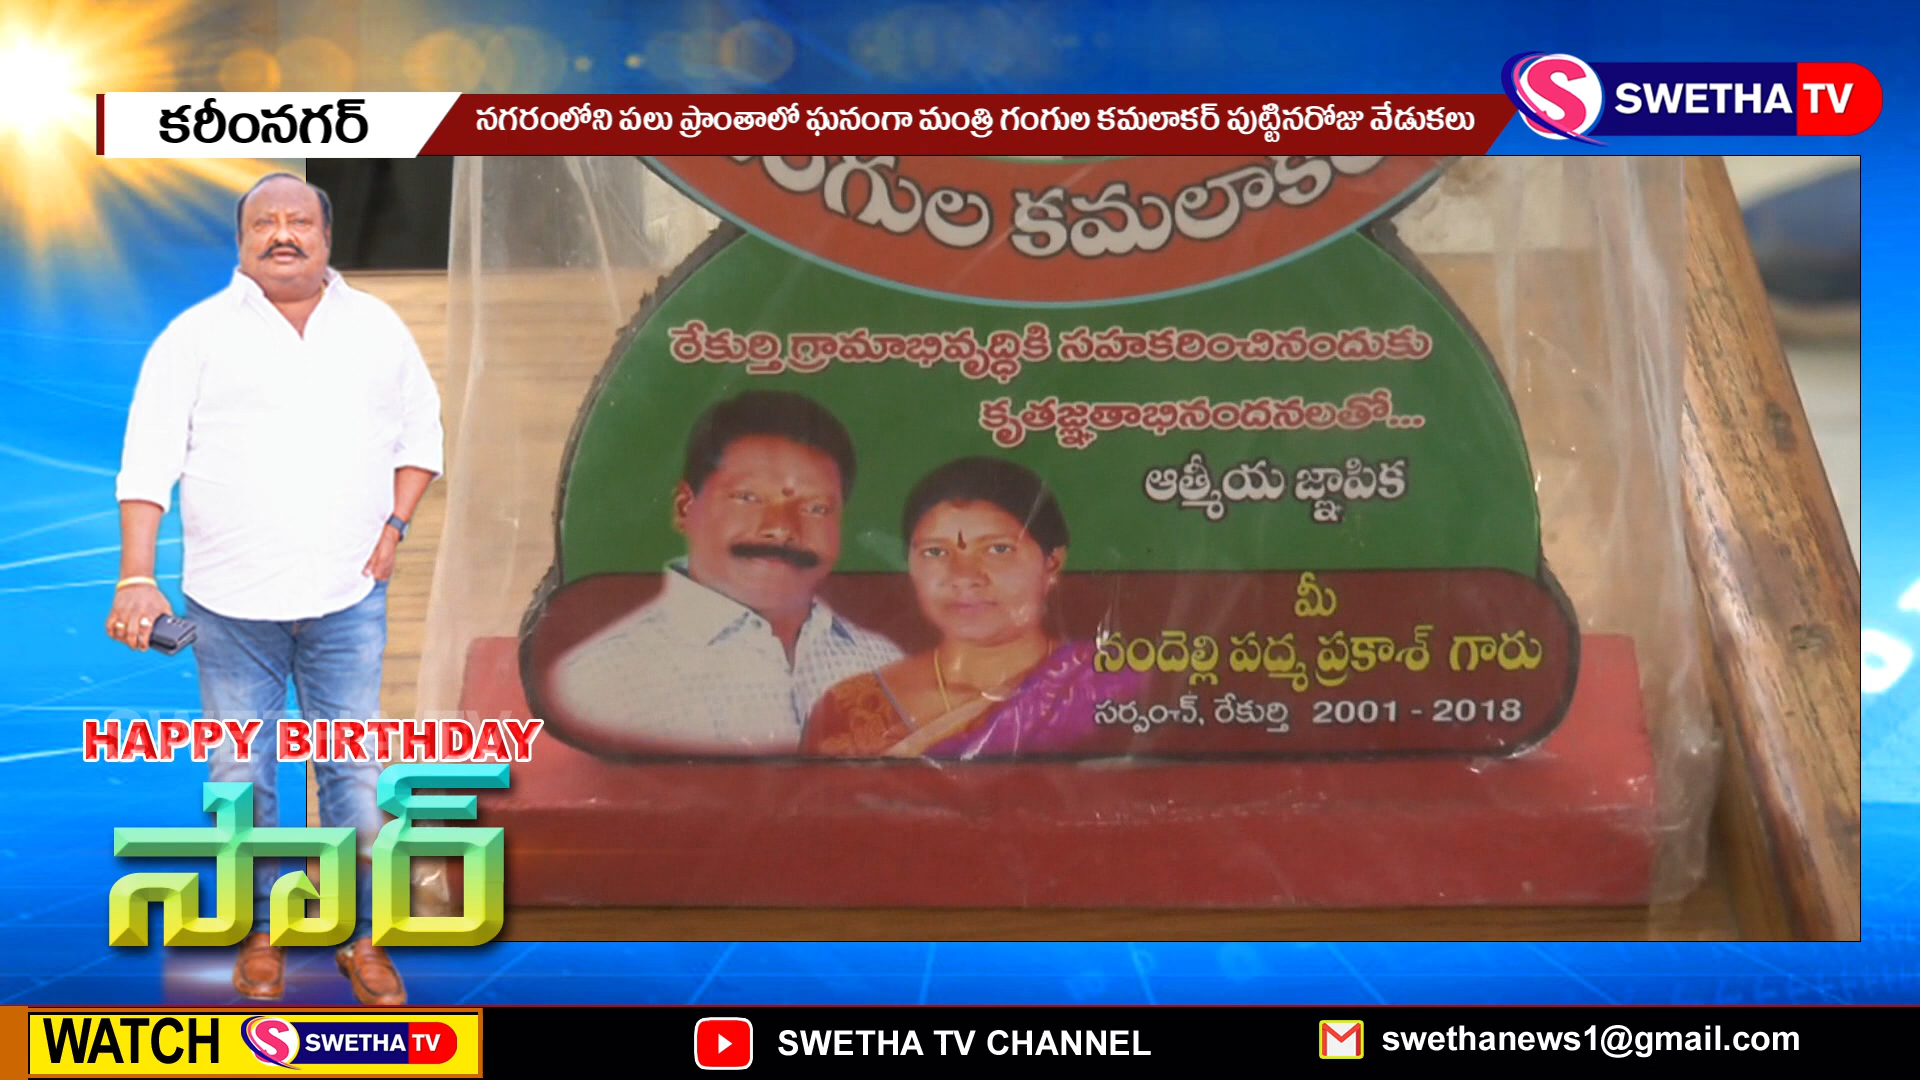 కరీంనగర్
నగరంలోని పలు ప్రాంతాలో ఘనంగా మంత్రి గంగుల కమలాకర్ పుట్టినరోజు వేడుకలు
S SWETHA TV
కమలాకర్
రేకుర్తి గ్రామాభివృద్ధికి సహకరించినందుకు
కృతజ్ఞతాభినందనలతో...
ఆత్మీయ జ్ఞాపిక
మీ
నందెల్లి పద్మ ప్రకాశ్ గారు
సర్పంచ్, రేకుర్తి 2001 - 2018
HAPPY BIRTHDAY
సార్
WATCH S SWETHA TV
SWETHA TV CHANNEL
swethanews1@gmail.com